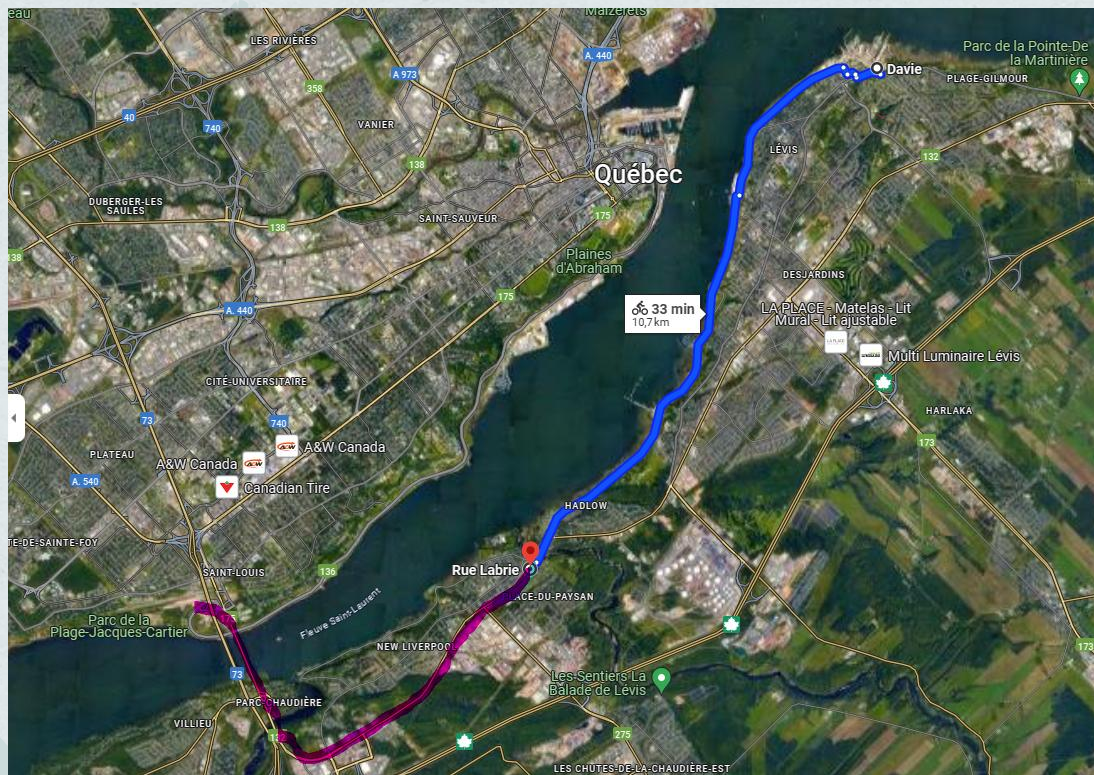 eau
Maizerets
LES RIVIÈRES
A. 440
Parc de la Pointe-De
la Martinière
A 973
Davie
PLAGE-GILMOUR
358
40
740
VANIER
LÉVIS
132
138
Québec
DUBERGER-LES
SAULES
SAINT-SAUVEUR
175
138
138
Plaines
d'Abraham
DESJARDINS
175
A. 440
33 min
10,7 km
LA PLACE - Matelas - Lit
Mural - Lit ajustable
LA PLACE
Multi Luminaire Lévis
CITÉ-UNIVERSITAIRE
HARLAKA
73
740
173
A&W Canada
PLATEAU
A&W Canada
A. 540
Canadian Tire
HADLOW
TE-DE-SAINTE-FOY
SAINT-LOUIS
136
Rue Labrie
PLACE-DU-PAYSAN
Fleuve Saint-Laurent
Parc de la
Plage-Jacques-Cartier
NEW LIVERPOOL
173
73
Les Sentiers La
Balade de Lévis
PARC-CHAUDIÈRE
VILLIEU
132
275
LES CHUTES-DE-LA-CHAUDIÈRE-EST